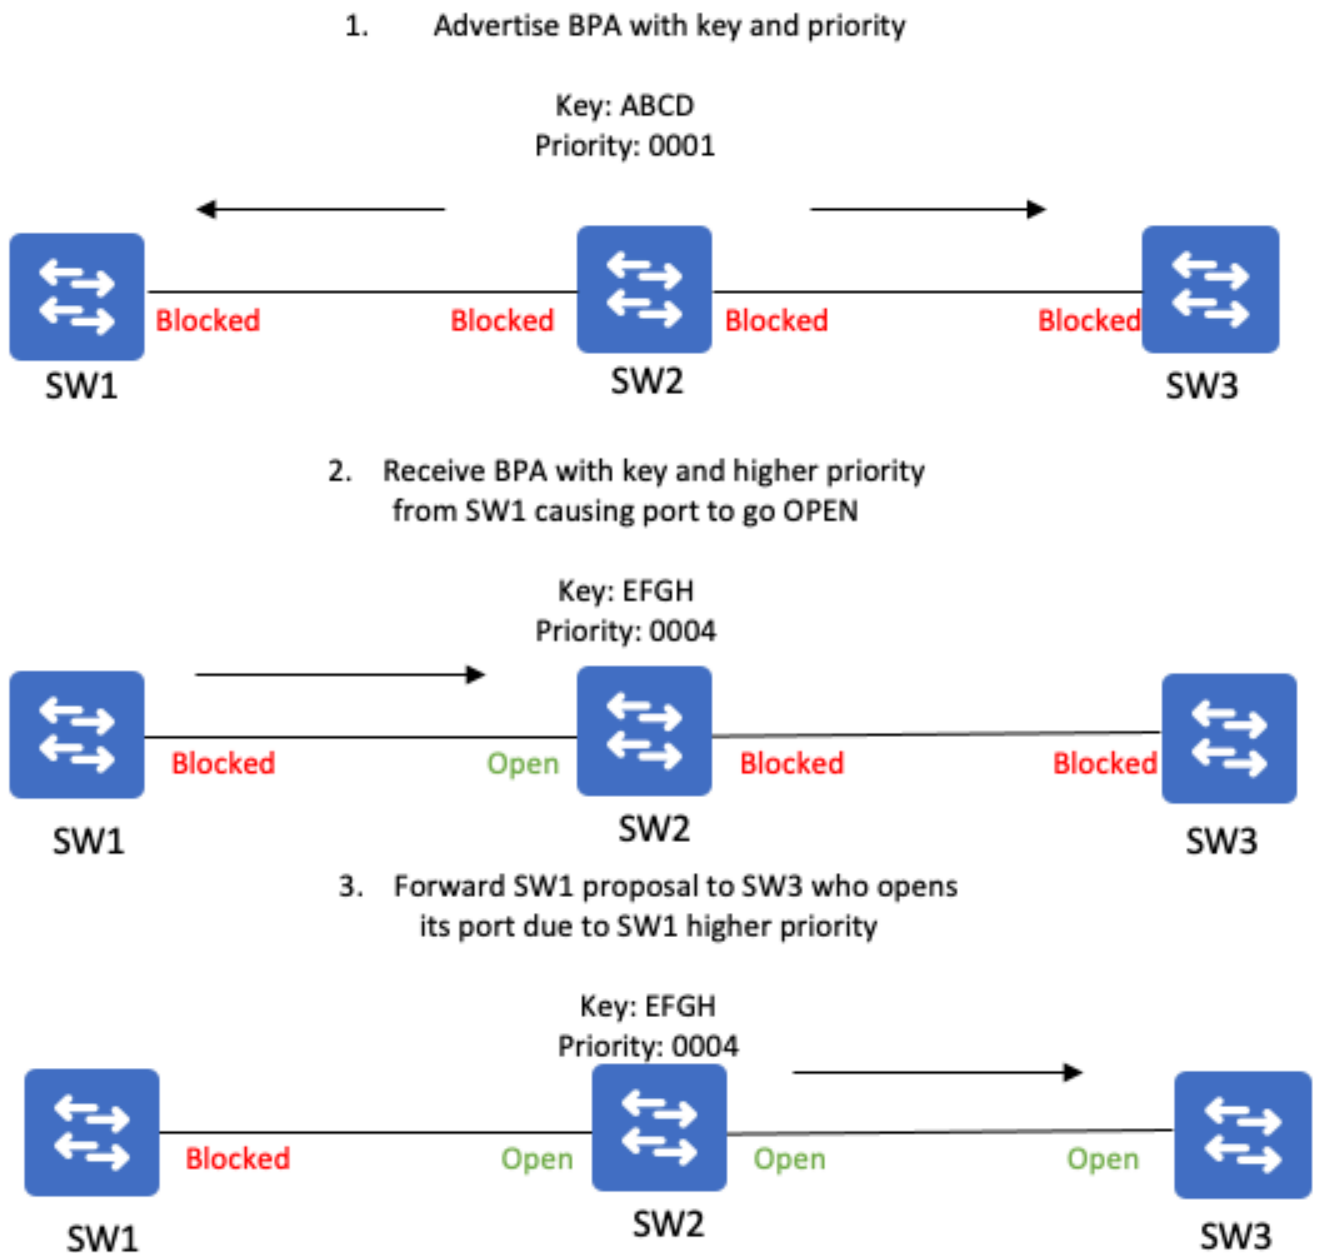 1. Advertise BPA with key and priority
Key: ABCD
Priority: 0001
Blocked Blocked Blocked Blocked
SW1 SW2 SW3
2. Receive BPA with key and higher priority
from SW1 causing port to go OPEN
Key: EFGH
Priority: 0004
Blocked Open Blocked Blocked
SW1 SW2 SW3
3. Forward SW1 proposal to SW3 who opens
its port due to SW1 higher priority
Key: EFGH
Priority: 0004
Blocked Open Open Open
SW1 SW2 SW3